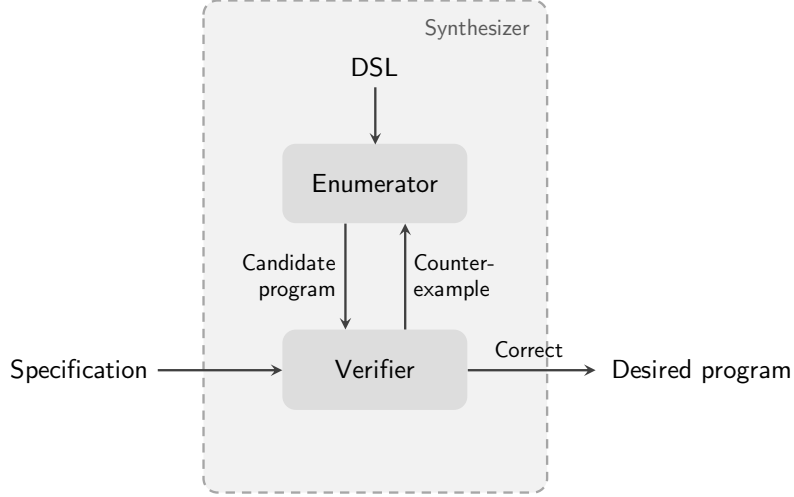 Synthesizer
DSL
Enumerator
Candidate
program
Counter-
example
Specification
Verifier
Correct
Desired program